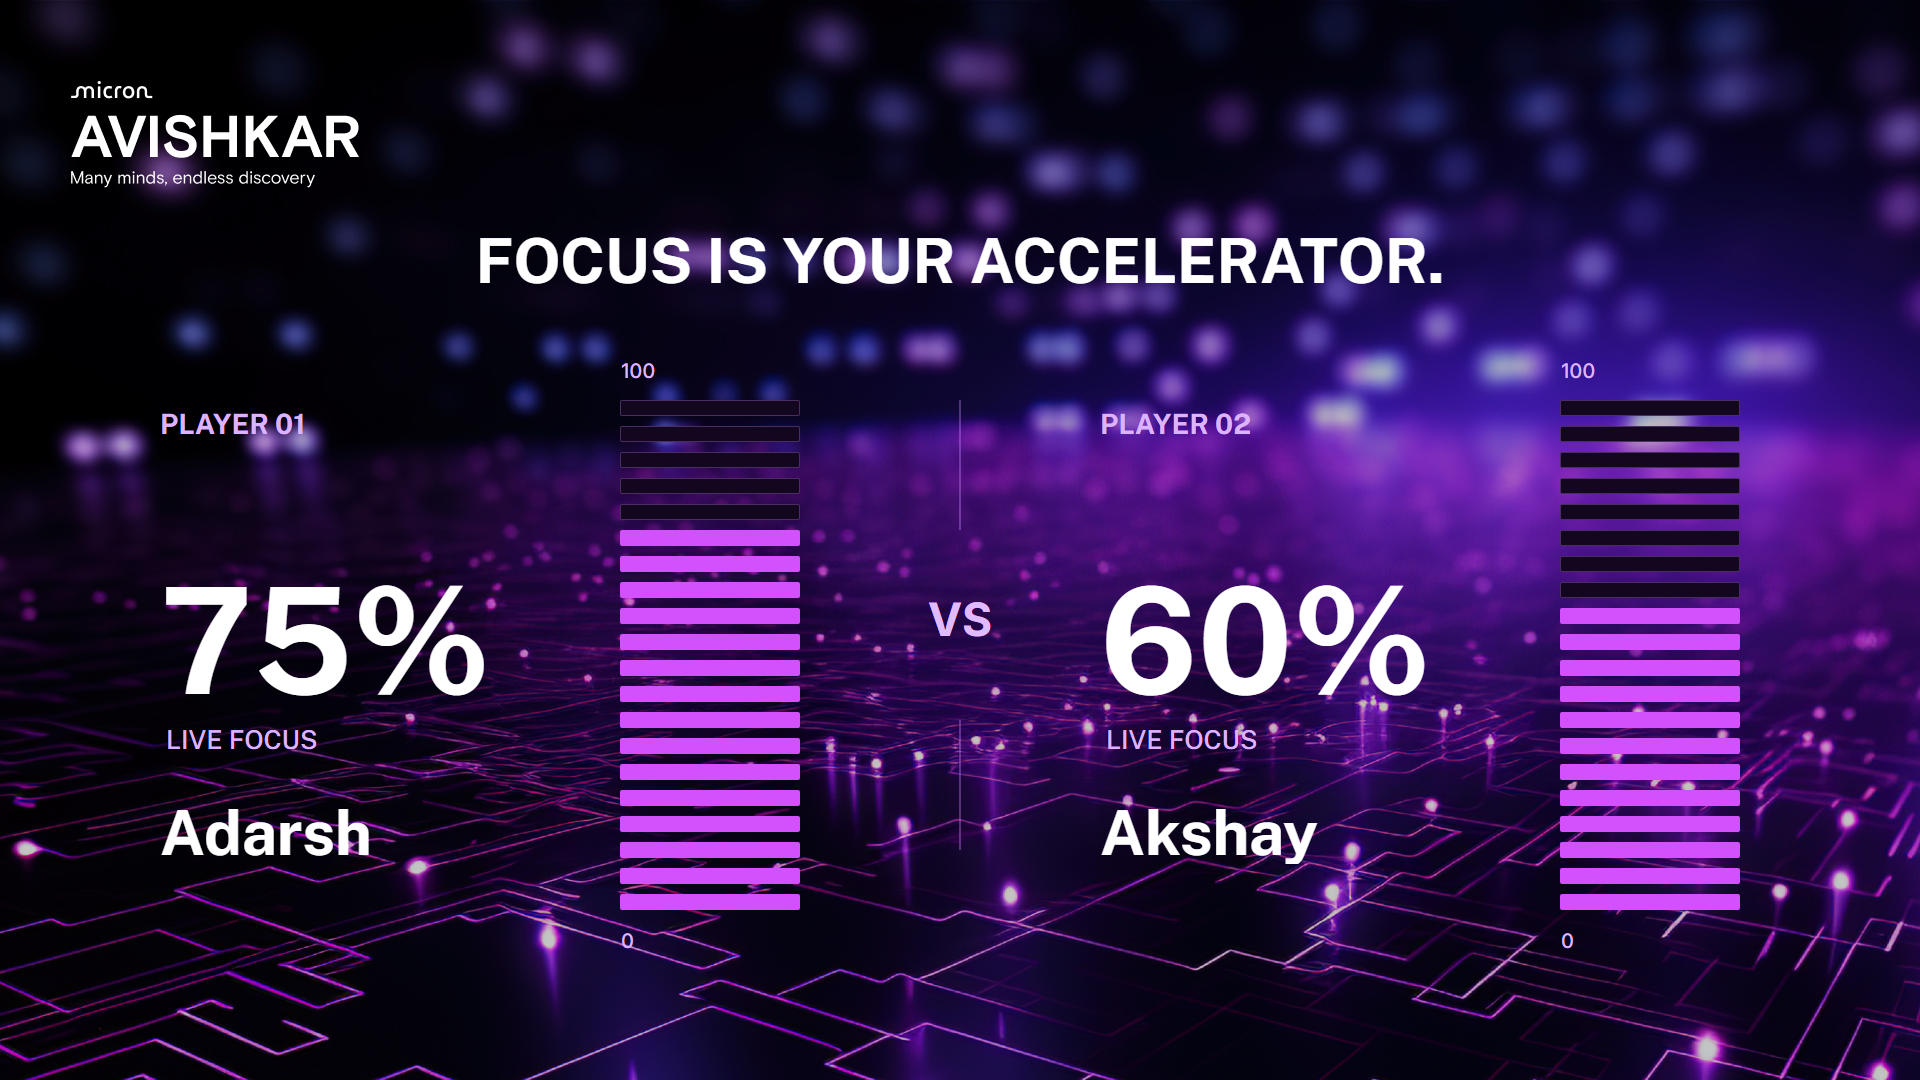 micron
AVISHKAR
Many minds, endless discovery
FOCUS IS YOUR ACCELERATOR.
PLAYER 01
75%
LIVE FOCUS
Adarsh
100
0
VS
PLAYER 02
60%
LIVE FOCUS
Akshay
100
0